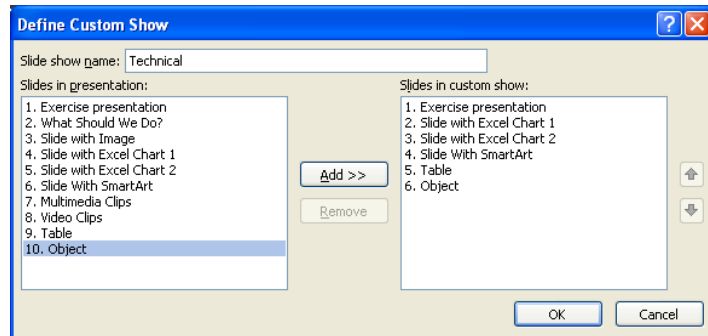 Define Custom Show
Slide show name: Technical
Slides in presentation:
1. Exercise presentation
2. What Should We Do?
3. Slide with Image
4. Slide with Excel Chart 1
5. Slide with Excel Chart 2
6. Slide With SmartArt
7. Multimedia Clips
8. Video Clips
9. Table
10. Object
Add >>
Remove
Slides in custom show:
1. Exercise presentation
2. Slide with Excel Chart 1
3. Slide with Excel Chart 2
4. Slide With SmartArt
5. Table
6. Object
OK
Cancel